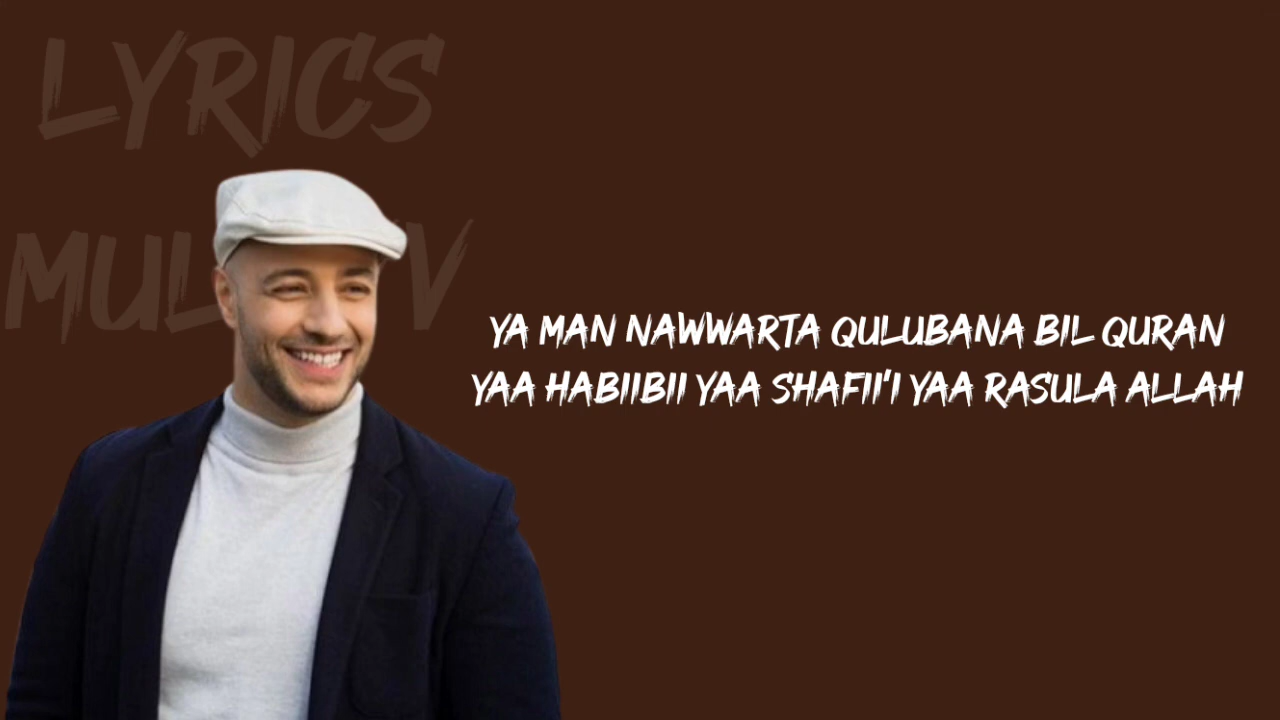 LYRICS
YA MAN NAWWARTA QULUBANA BIL QURAN
YAA HABIIBII YAA SHAFII'I YAA RASULA ALLAH